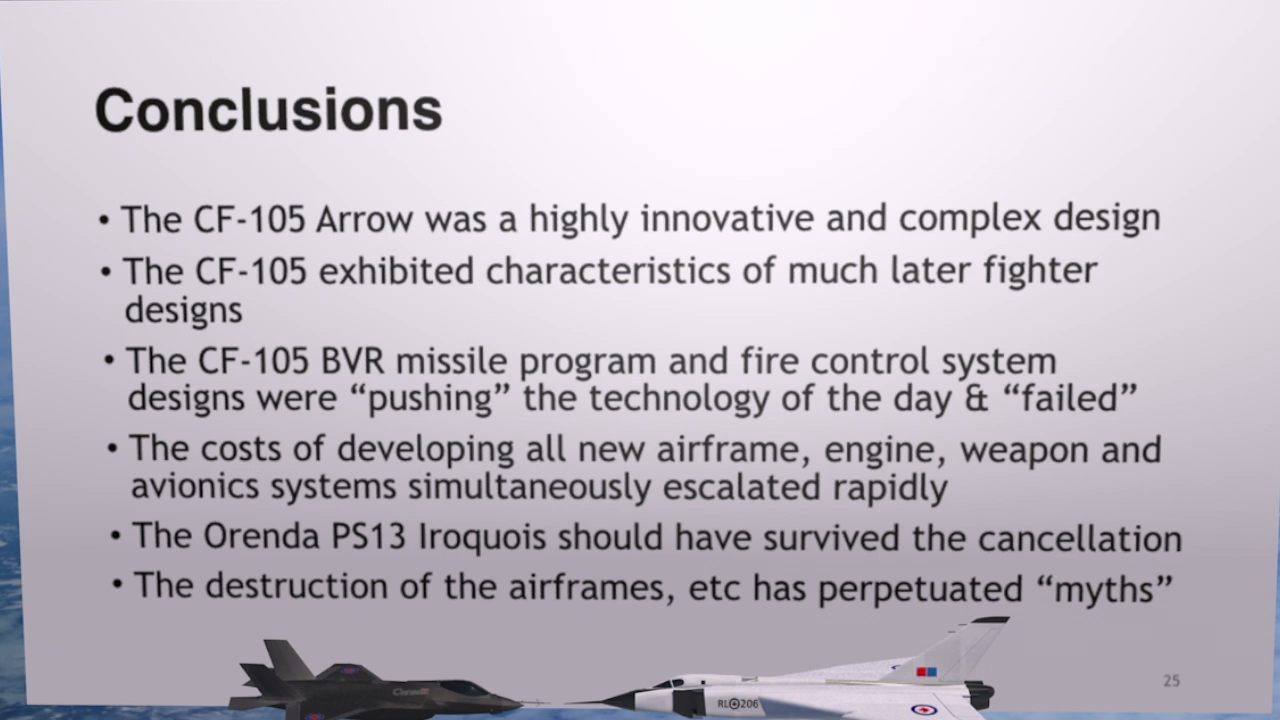 Conclusions
• The CF-105 Arrow was a highly innovative and complex design
• The CF-105 exhibited characteristics of much later fighter
designs
• The CF-105 BVR missile program and fire control system
designs were “pushing” the technology of the day & “failed”
• The costs of developing all new airframe, engine, weapon and
avionics systems simultaneously escalated rapidly
• The Orenda PS13 Iroquois should have survived the cancellation
• The destruction of the airframes, etc has perpetuated “myths”
Canada
RL 206
25